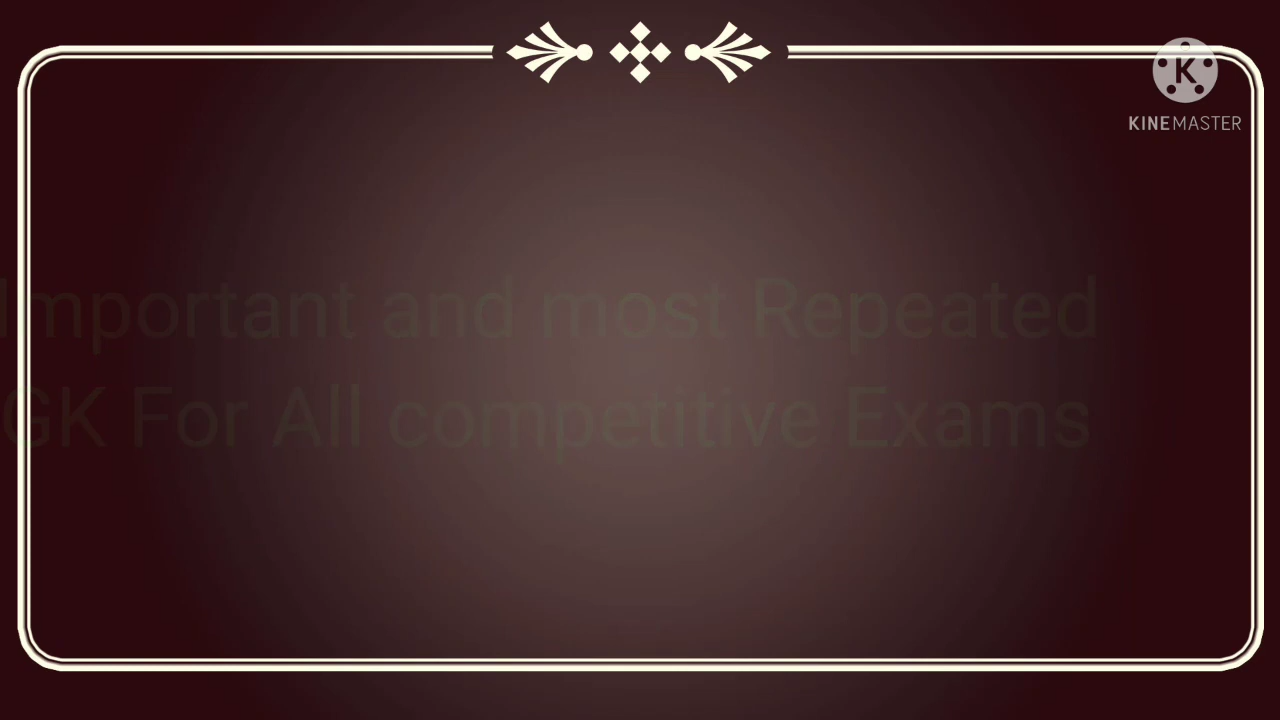 K
KINEMASTER
Important and most Repeated
GK For All competitive Exams